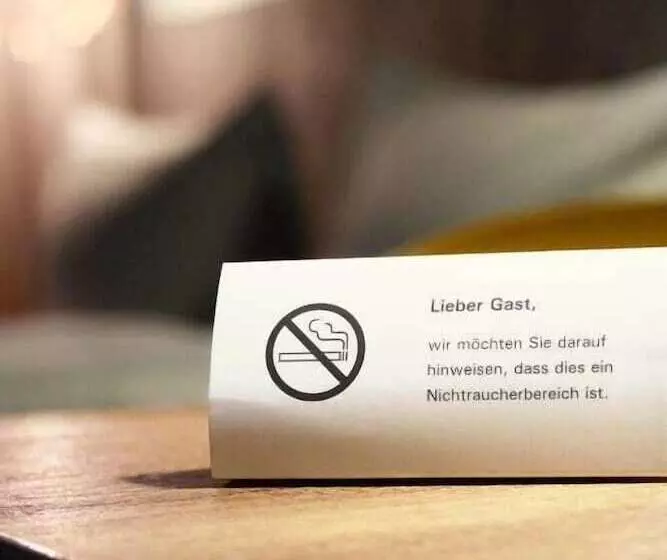 Lieber Gast,
wir möchten Sie darauf
hinweisen, dass dies ein
Nichtraucherbereich ist.